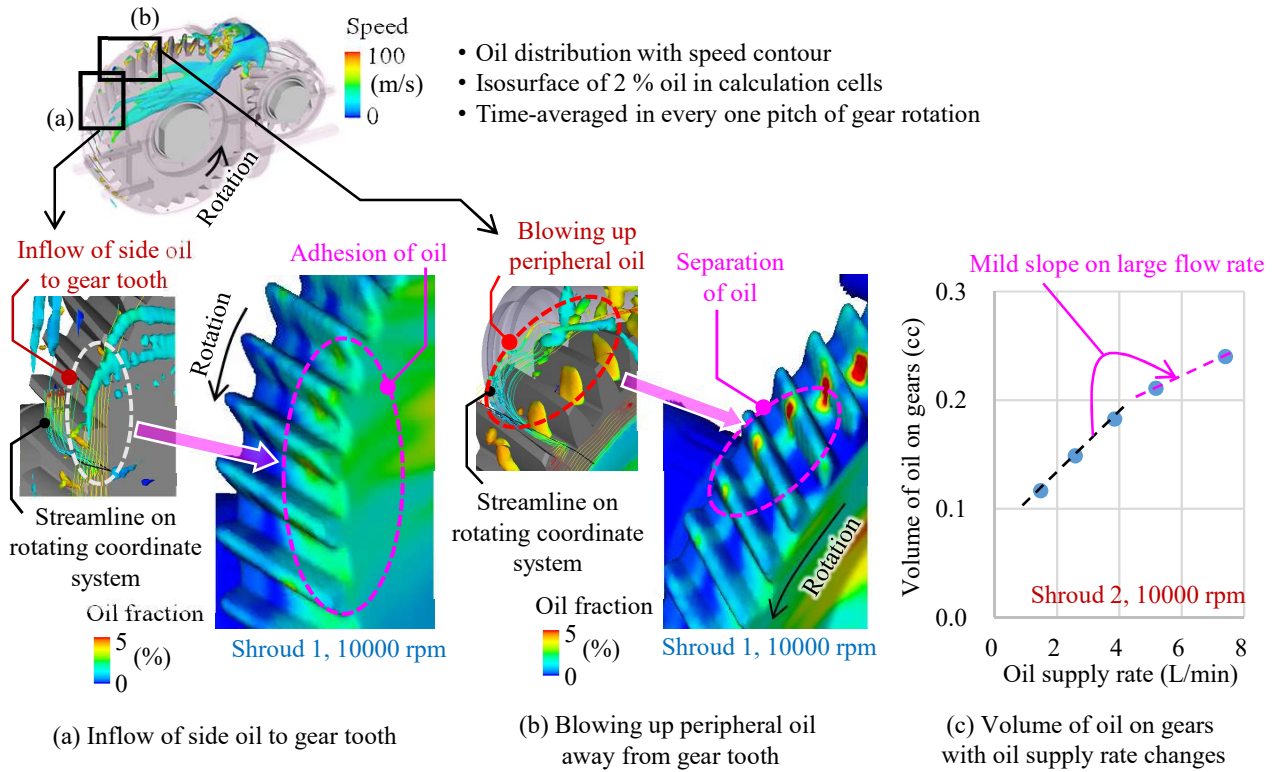 (b)
Speed
100
(m/s)
0
(a)
Rotation
• Oil distribution with speed contour
• Isosurface of 2 % oil in calculation cells
• Time-averaged in every one pitch of gear rotation
Inflow of side oil
to gear tooth
Adhesion of oil
Rotation
Streamline on
rotating coordinate
system
Oil fraction
5
(%)
0
Shroud 1, 10000 rpm
(a) Inflow of side oil to gear tooth
Blowing up
peripheral oil
Separation
of oil
Streamline on
rotating coordinate
system
Rotation
Oil fraction
5
(%)
0
Shroud 1, 10000 rpm
(b) Blowing up peripheral oil
away from gear tooth
Mild slope on large flow rate
Volume of oil on gears (cc)
0.3
0.2
0.1
0.0
Shroud 2, 10000 rpm
0 2 4 6 8
Oil supply rate (L/min)
(c) Volume of oil on gears
with oil supply rate changes